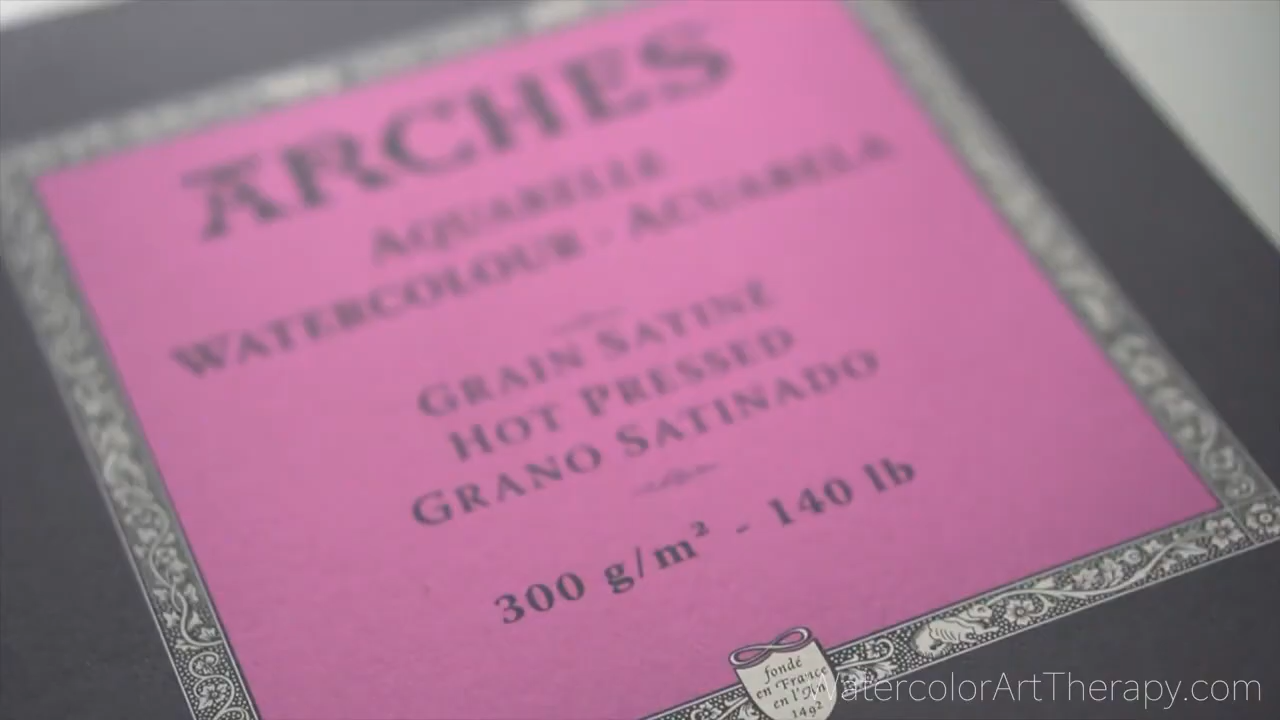 ARCHES
AQUARELLE
WATERCOLOUR - ACUARELA
GRAIN SATINÉ
HOT PRESSED
GRANO SATINADO
300 g/m² - 140 lb
fondé
en France
en l'An
1492
WatercolorArtTherapy.com